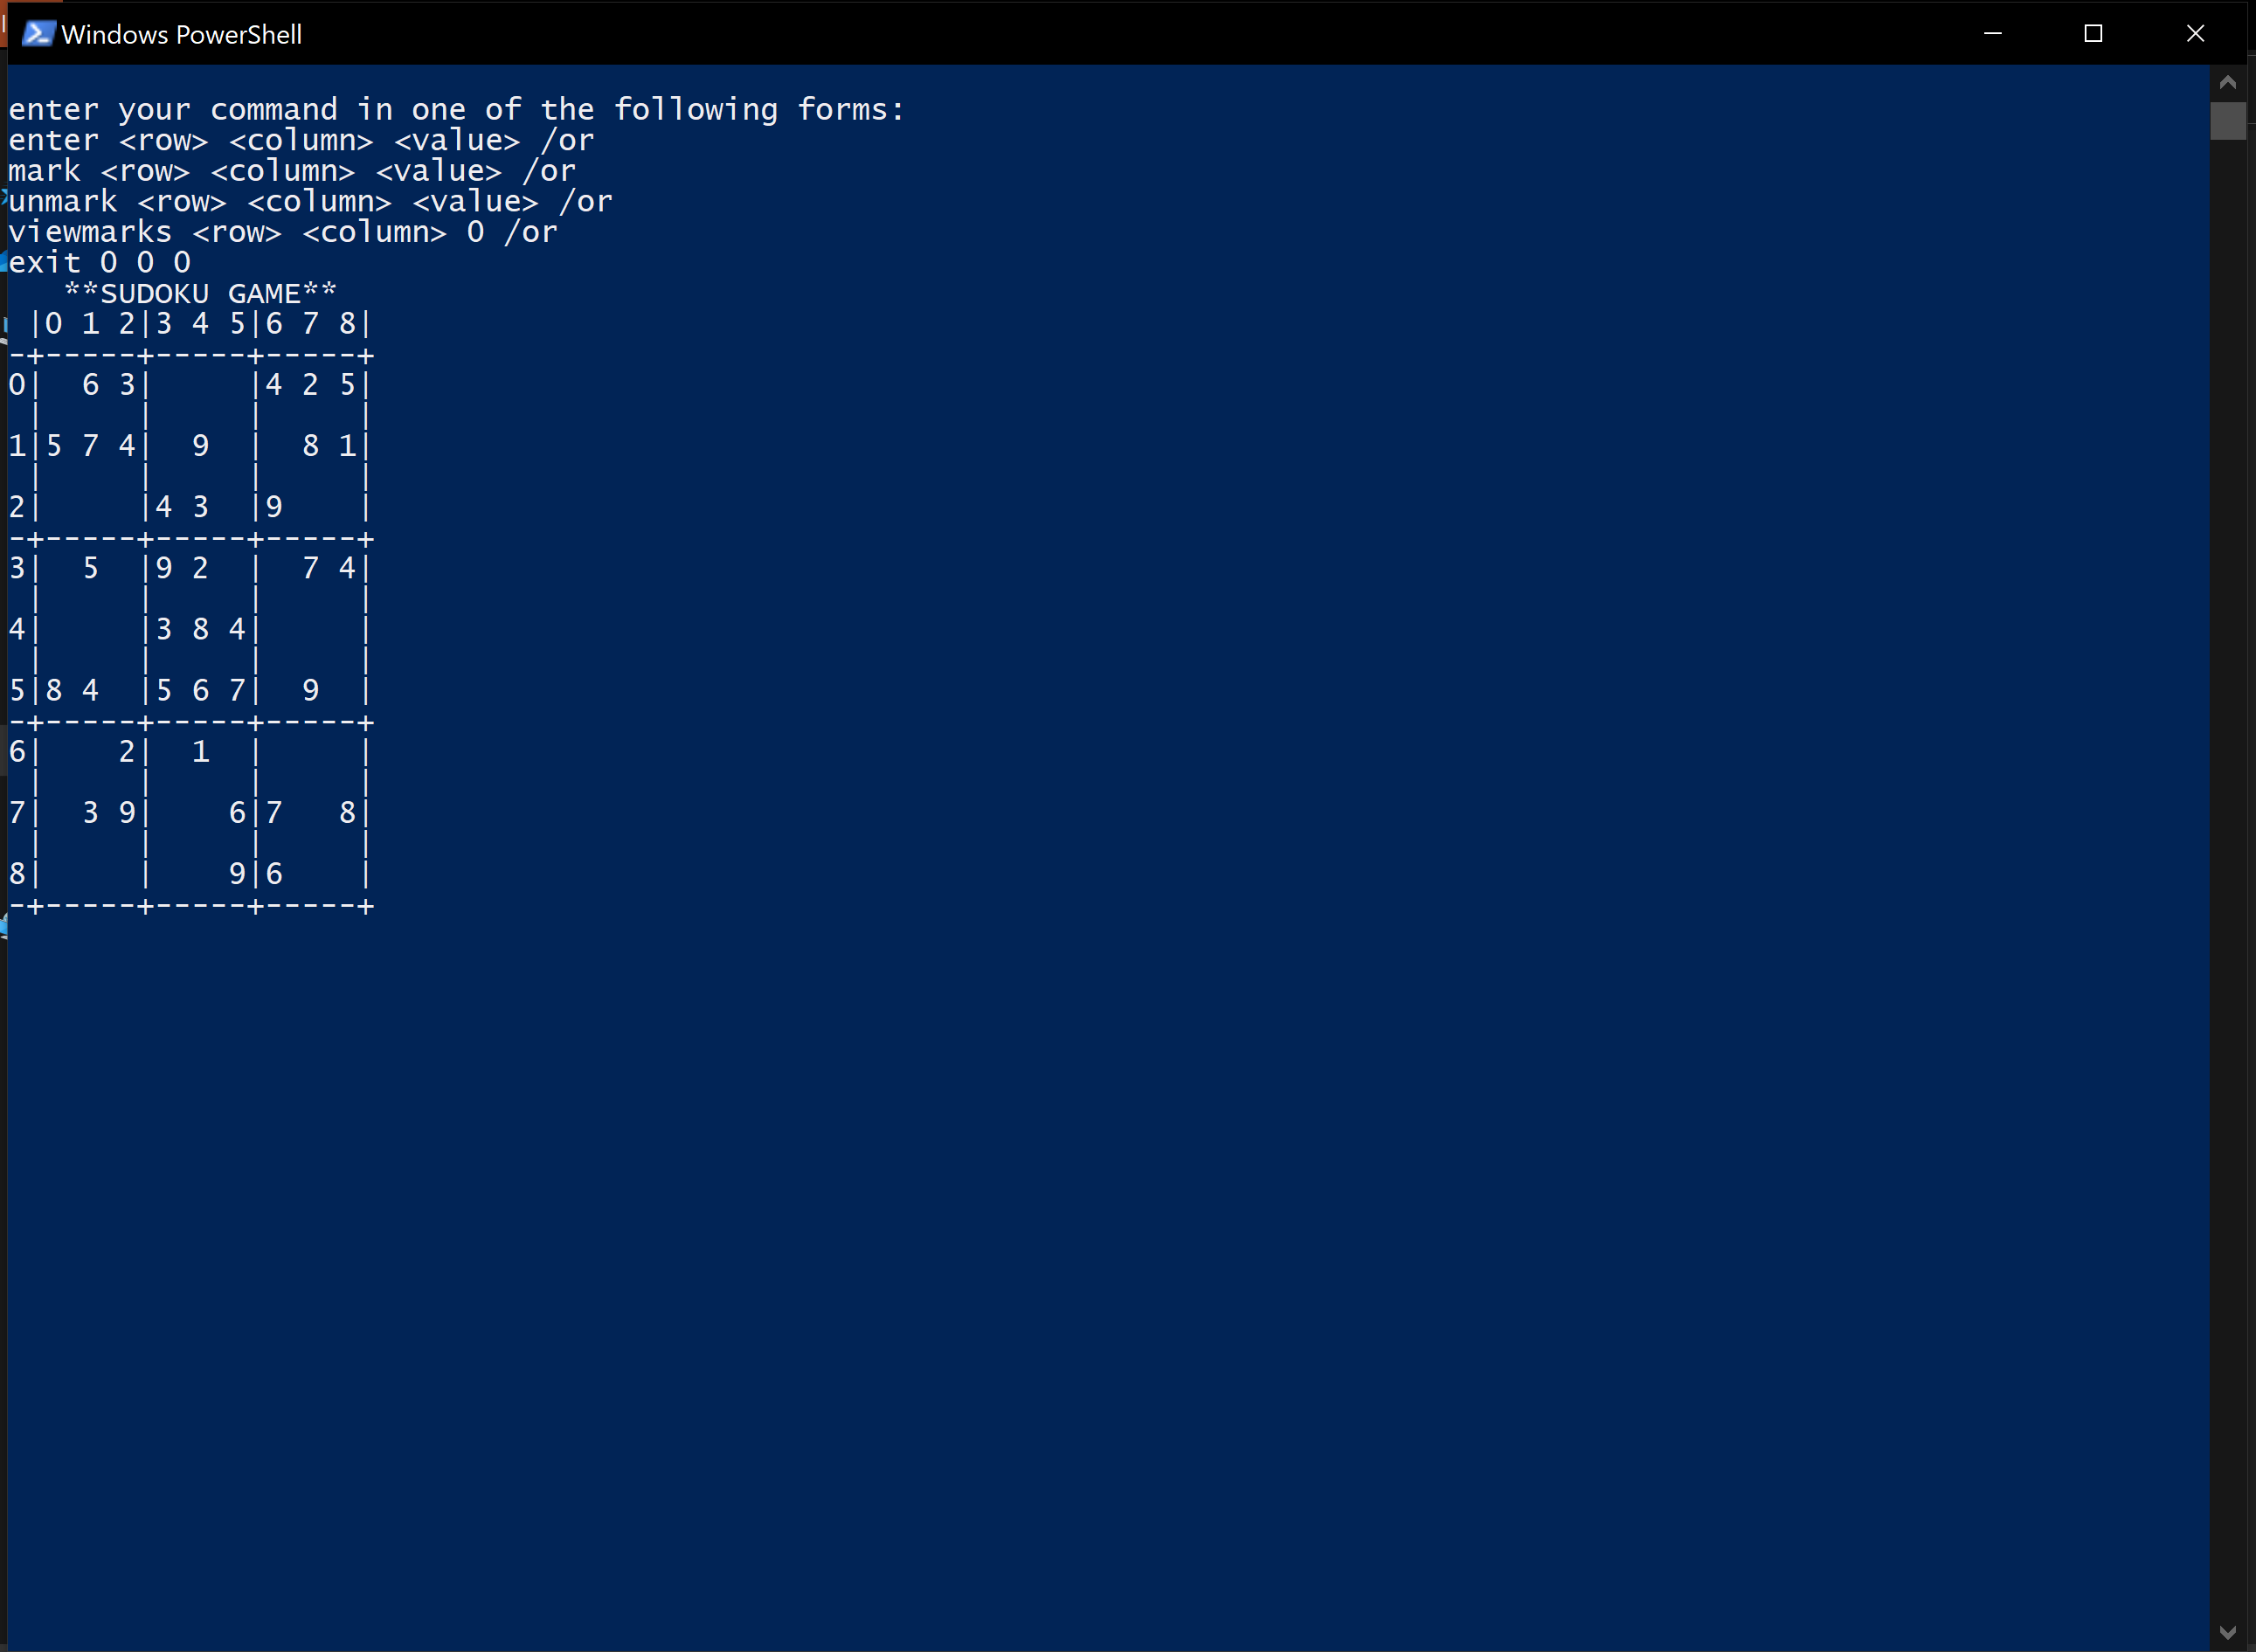 Windows PowerShell
enter your command in one of the following forms:
enter <row> <column> <value> /or
mark <row> <column> <value> /or
unmark <row> <column> <value> /or
viewmarks <row> <column> 0 /or
exit 0 0 0
   **SUDOKU GAME**
 |0 1 2|3 4 5|6 7 8|
-+-----+-----+-----+
0|  6 3|     |4 2 5|
 |     |     |     |
1|5 7 4|  9  |  8 1|
 |     |     |     |
2|     |4 3  |9    |
-+-----+-----+-----+
3|  5  |9 2  |  7 4|
 |     |     |     |
4|     |3 8 4|     |
 |     |     |     |
5|8 4  |5 6 7|  9  |
-+-----+-----+-----+
6|    2|  1  |     |
 |     |     |     |
7|  3 9|    6|7   8|
 |     |     |     |
8|     |    9|6    |
-+-----+-----+-----+